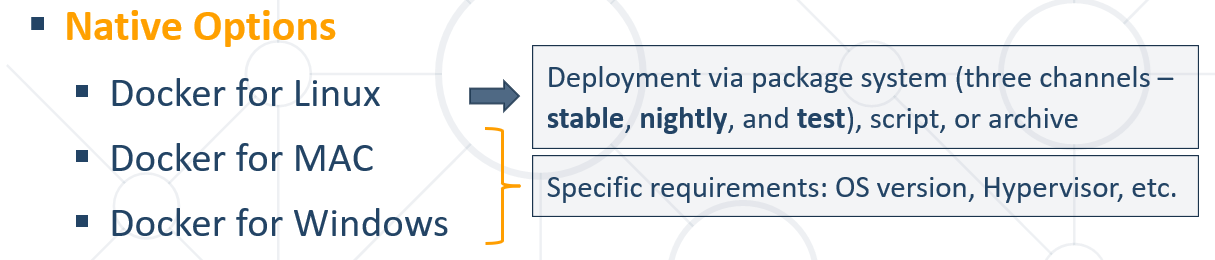 Native Options
Docker for Linux
Docker for MAC
Docker for Windows
Deployment via package system (three channels –
stable, nightly, and test), script, or archive
Specific requirements: OS version, Hypervisor, etc.